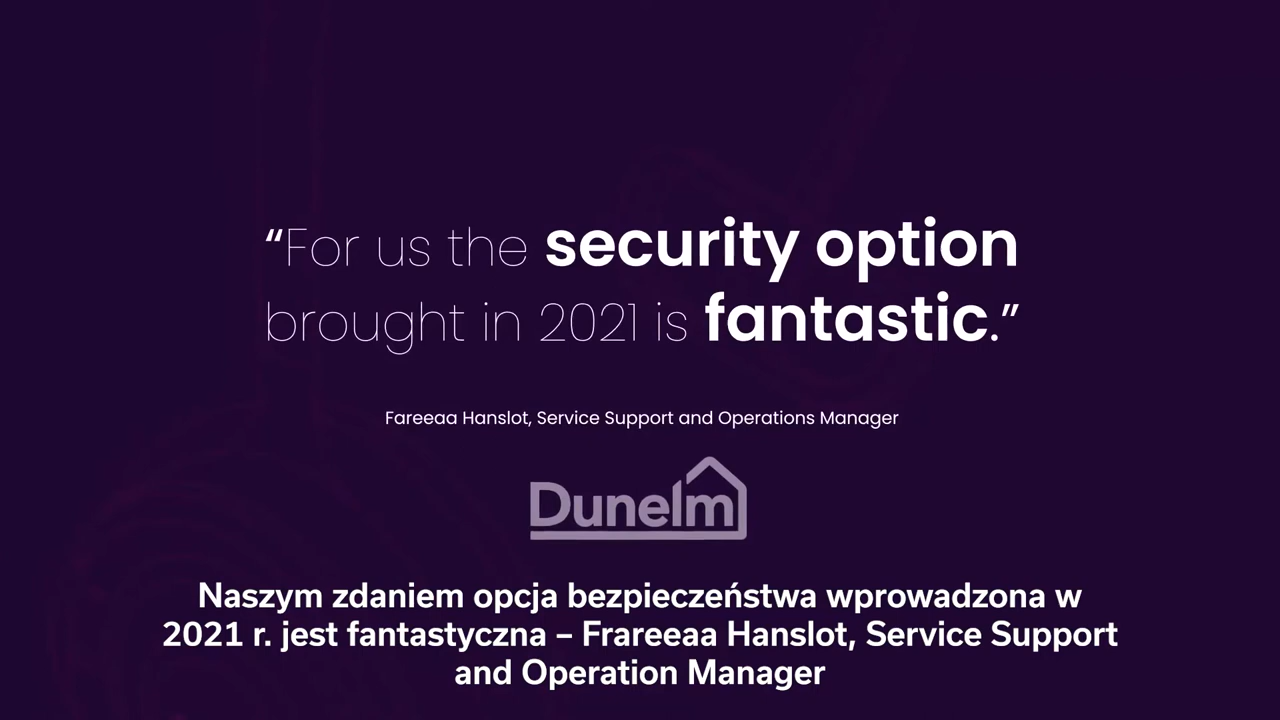 “For us the security option
brought in 2021 is fantastic.”
Fareeaa Hanslot, Service Support and Operations Manager
Dunelm
Naszym zdaniem opcja bezpieczeństwa wprowadzona w
2021 r. jest fantastyczna – Frareeaa Hanslot, Service Support
and Operation Manager